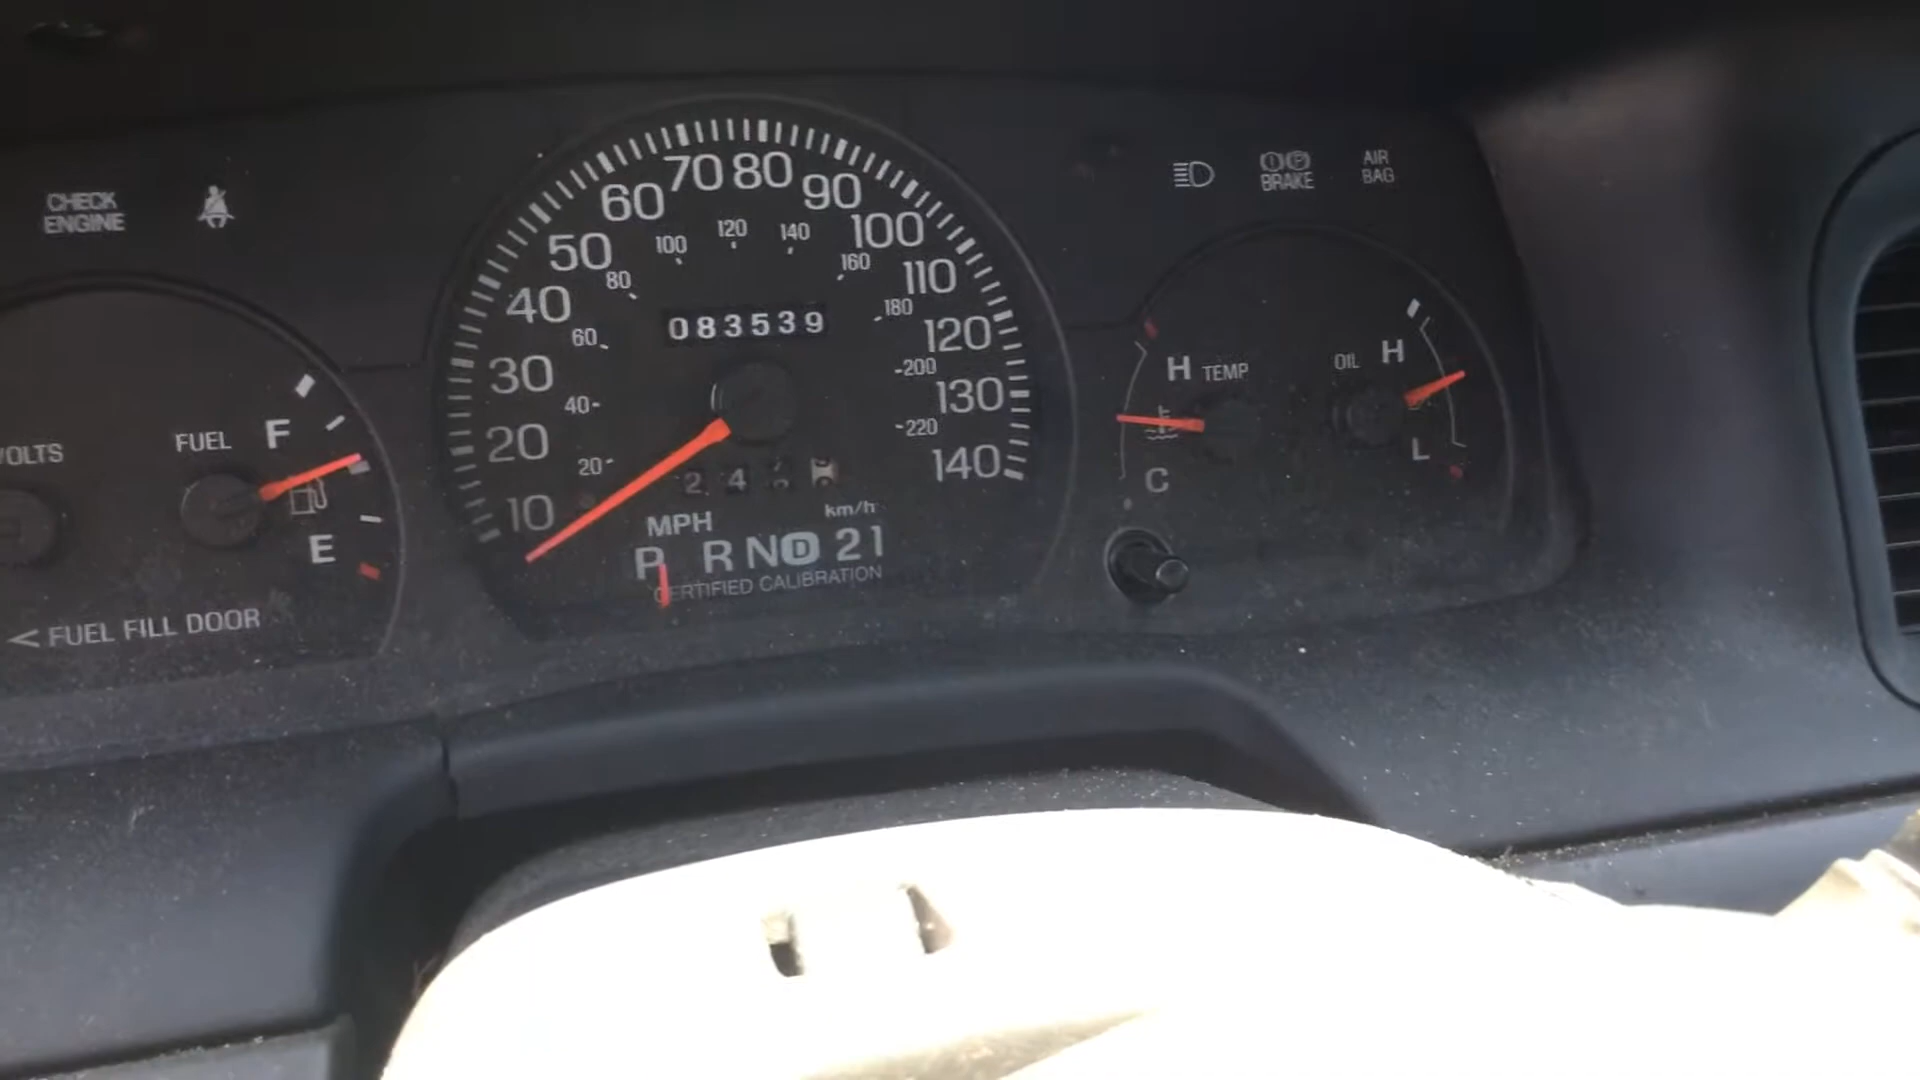 CHECK
ENGINE
VOLTS
FUEL
F
E
< FUEL FILL DOOR
10
20
30
40
50
60
70
80
90
100
110
120
130
140
20
40
60
80
100
120
140
160
180
200
220
083539
2 4
MPH
km/h
P R N D 2 1
CERTIFIED CALIBRATION
BRAKE
AIR
BAG
H TEMP
C
OIL H
L